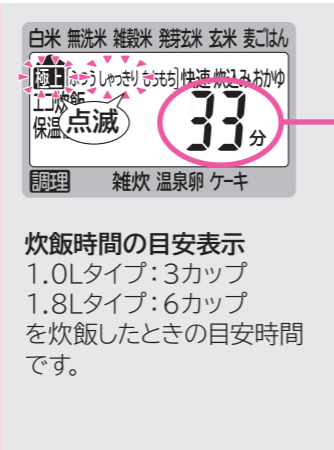 白米 無洗米 雑穀米 発芽玄米 玄米 麦ごはん
極上 ふつう しゃっきり もちもち 快速 炊込み おかゆ
エコ炊飯
保温
点滅
33分
調理 雑炊 温泉卵 ケーキ
炊飯時間の目安表示
1.0Lタイプ：3カップ
1.8Lタイプ：6カップ
を炊飯したときの目安時間
です。